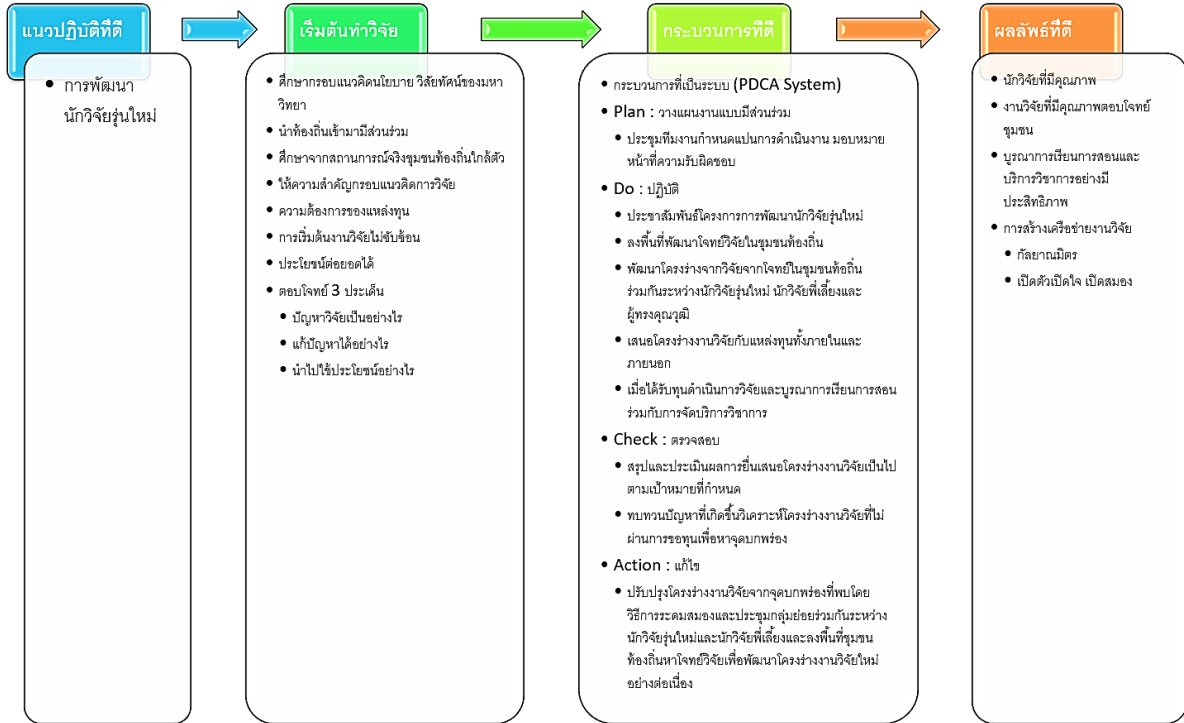 แนวปฏิบัติที่ดี
การพัฒนา
นักวิจัยรุ่นใหม่
เริ่มต้นทำวิจัย
ศึกษากรอบแนวคิดนโยบาย วิสัยทัศน์ของมหา
วิทยา
นำท้องถิ่นเข้ามามีส่วนร่วม
ศึกษาจากสถานการณ์จริงชุมชนท้องถิ่นใกล้ตัว
ให้ความสำคัญกรอบแนวคิดการวิจัย
ความต้องการของแหล่งทุน
การเริ่มต้นงานวิจัยไม่ซับซ้อน
ประโยชน์ต่อยอดได้
ตอบโจทย์ 3 ประเด็น
ปัญหาวิจัยเป็นอย่างไร
แก้ปัญหาได้อย่างไร
นำไปใช้ประโยชน์อย่างไร
กระบวนการที่ดี
กระบวนการที่เป็นระบบ (PDCA System)
Plan : วางแผนงานแบบมีส่วนร่วม
ประชุมทีมงานกำหนดแปนการดำเนินงาน มอบหมาย
หน้าที่ความรับผิดชอบ
Do : ปฏิบัติ
ประชาสัมพันธ์โครงการการพัฒนานักวิจัยรุ่นใหม่
ลงพื้นที่พัฒนาโจทย์วิจัยในชุมชนท้องถิ่น
พัฒนาโครงร่างจากวิจัยจากโจทย์ในชุมชนท้อถิ่น
ร่วมกันระหว่างนักวิจัยรุ่นใหม่ นักวิจัยพี่เลี้ยงและ
ผู้ทรงคุณวุฒิ
เสนอโครงร่างงานวิจัยกับแหล่งทุนทั้งภายในและ
ภายนอก
เมื่อได้รับทุนดำเนินการวิจัยและบูรณาการเรียนการสอน
ร่วมกับการจัดบริการวิชาการ
Check : ตรวจสอบ
สรุปและประเมินผลการยื่นเสนอโครงร่างงานวิจัยเป็นไป
ตามเป้าหมายที่กำหนด
ทบทวนปัญหาที่เกิดขึ้นวิเคราะห์โครงร่างงานวิจัยที่ไม่
ผ่านการขอทุนเพื่อหาจุดบกพร่อง
Action : แก้ไข
ปรับปรุงโครงร่างงานวิจัยจากจุดบกพร่องที่พบโดย
วิธีการระดมสมองและประชุมกลุ่มย่อยร่วมกันระหว่าง
นักวิจัยรุ่นใหม่และนักวิจัยพี่เลี้ยงและลงพื้นที่ชุมชน
ท้องถิ่นหาโจทย์วิจัยเพื่อพัฒนาโครงร่างงานวิจัยใหม่
อย่างต่อเนื่อง
ผลลัพธ์ที่ดี
นักวิจัยที่มีคุณภาพ
งานวิจัยที่มีคุณภาพตอบโจทย์
ชุมชน
บูรณาการเรียนการสอนและ
บริการวิชาการอย่างมี
ประสิทธิภาพ
การสร้างเครือข่ายงานวิจัย
กัลยาณมิตร
เปิดตัวเปิดใจ เปิดสมอง